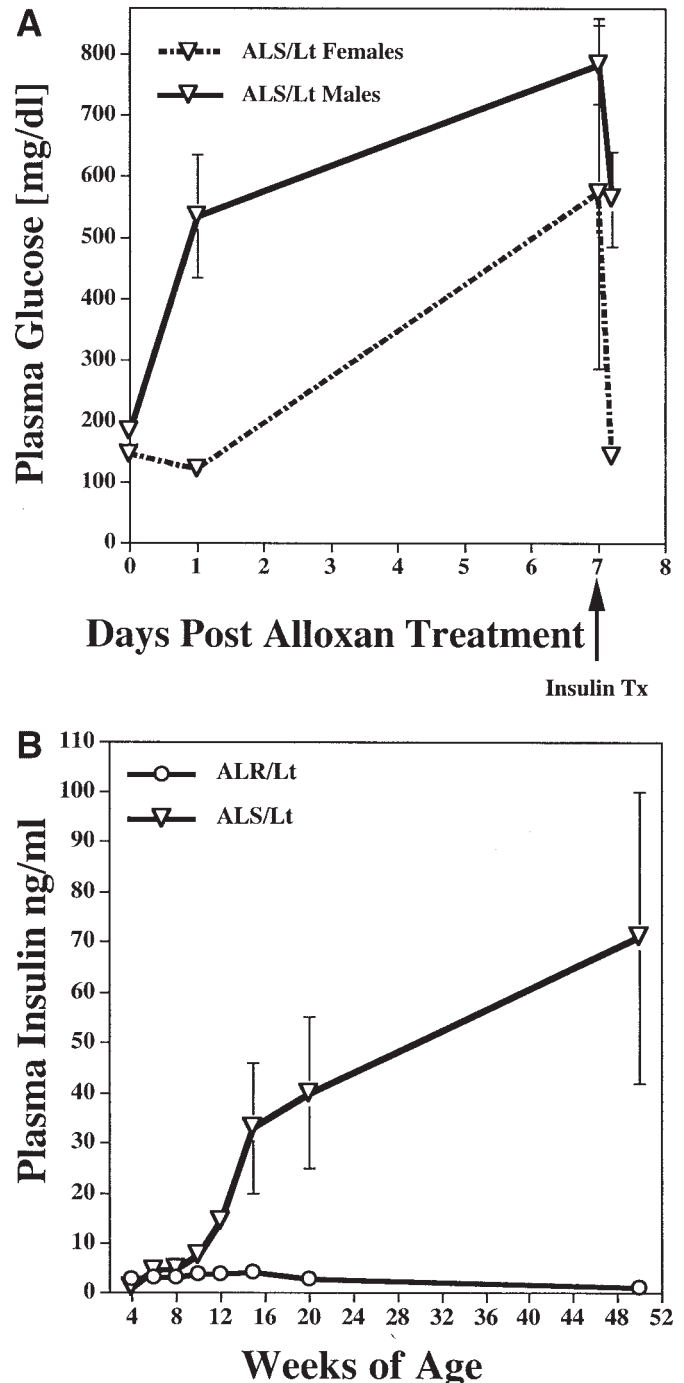 A
ALS/Lt Females
ALS/Lt Males
Plasma Glucose [mg/dl]
800
700
600
500
400
300
200
100
0
0 1 2 3 4 5 6 7 8
Days Post Alloxan Treatment
Insulin Tx
B
ALR/Lt
ALS/Lt
Plasma Insulin ng/ml
110
100
90
80
70
60
50
40
30
20
10
0
4 8 12 16 20 24 28 32 36 40 44 48 52
Weeks of Age